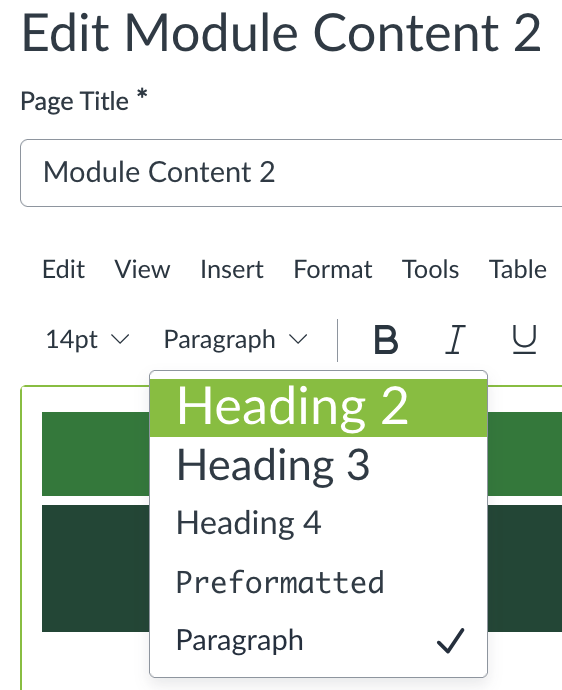 Edit Module Content 2
Page Title *
Module Content 2
Edit View Insert Format Tools Table
14pt Paragraph B I U
Heading 2
Heading 3
Heading 4
Preformatted
Paragraph